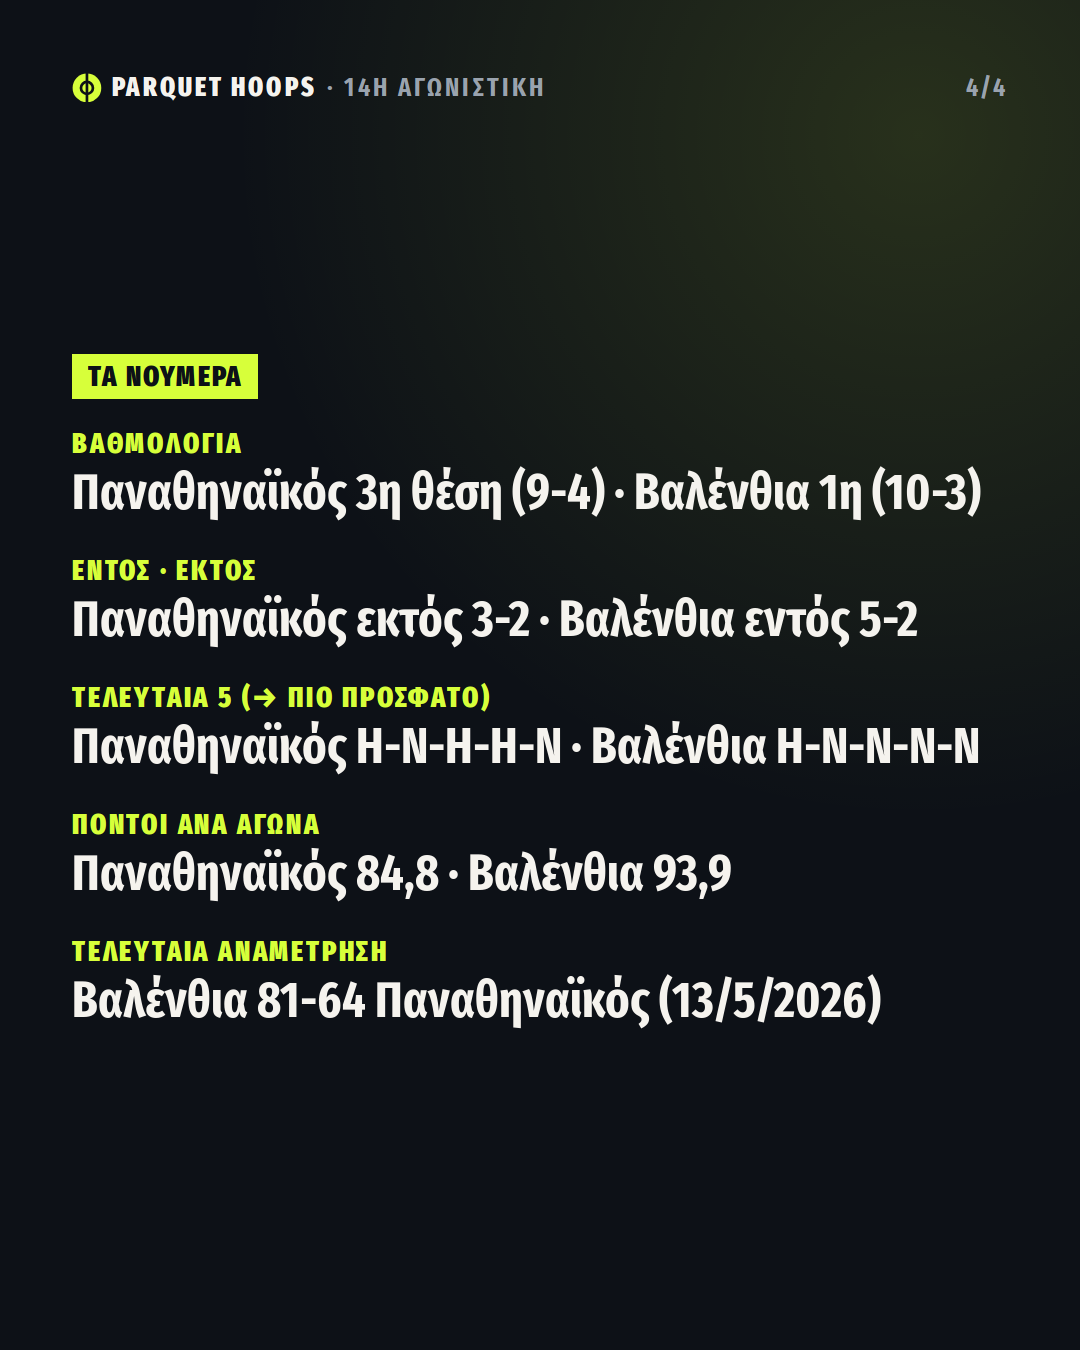 PARQUET HOOPS · 14Η ΑΓΩΝΙΣΤΙΚΗ
4/4
ΤΑ ΝΟΥΜΕΡΑ
ΒΑΘΜΟΛΟΓΙΑ
Παναθηναϊκός 3η θέση (9-4) · Βαλένθια 1η (10-3)
ΕΝΤΟΣ · ΕΚΤΟΣ
Παναθηναϊκός εκτός 3-2 · Βαλένθια εντός 5-2
ΤΕΛΕΥΤΑΙΑ 5 (→ ΠΙΟ ΠΡΟΣΦΑΤΟ)
Παναθηναϊκός Η-Ν-Η-Η-Ν · Βαλένθια Η-Ν-Ν-Ν-Ν
ΠΟΝΤΟΙ ΑΝΑ ΑΓΩΝΑ
Παναθηναϊκός 84,8 · Βαλένθια 93,9
ΤΕΛΕΥΤΑΙΑ ΑΝΑΜΕΤΡΗΣΗ
Βαλένθια 81-64 Παναθηναϊκός (13/5/2026)